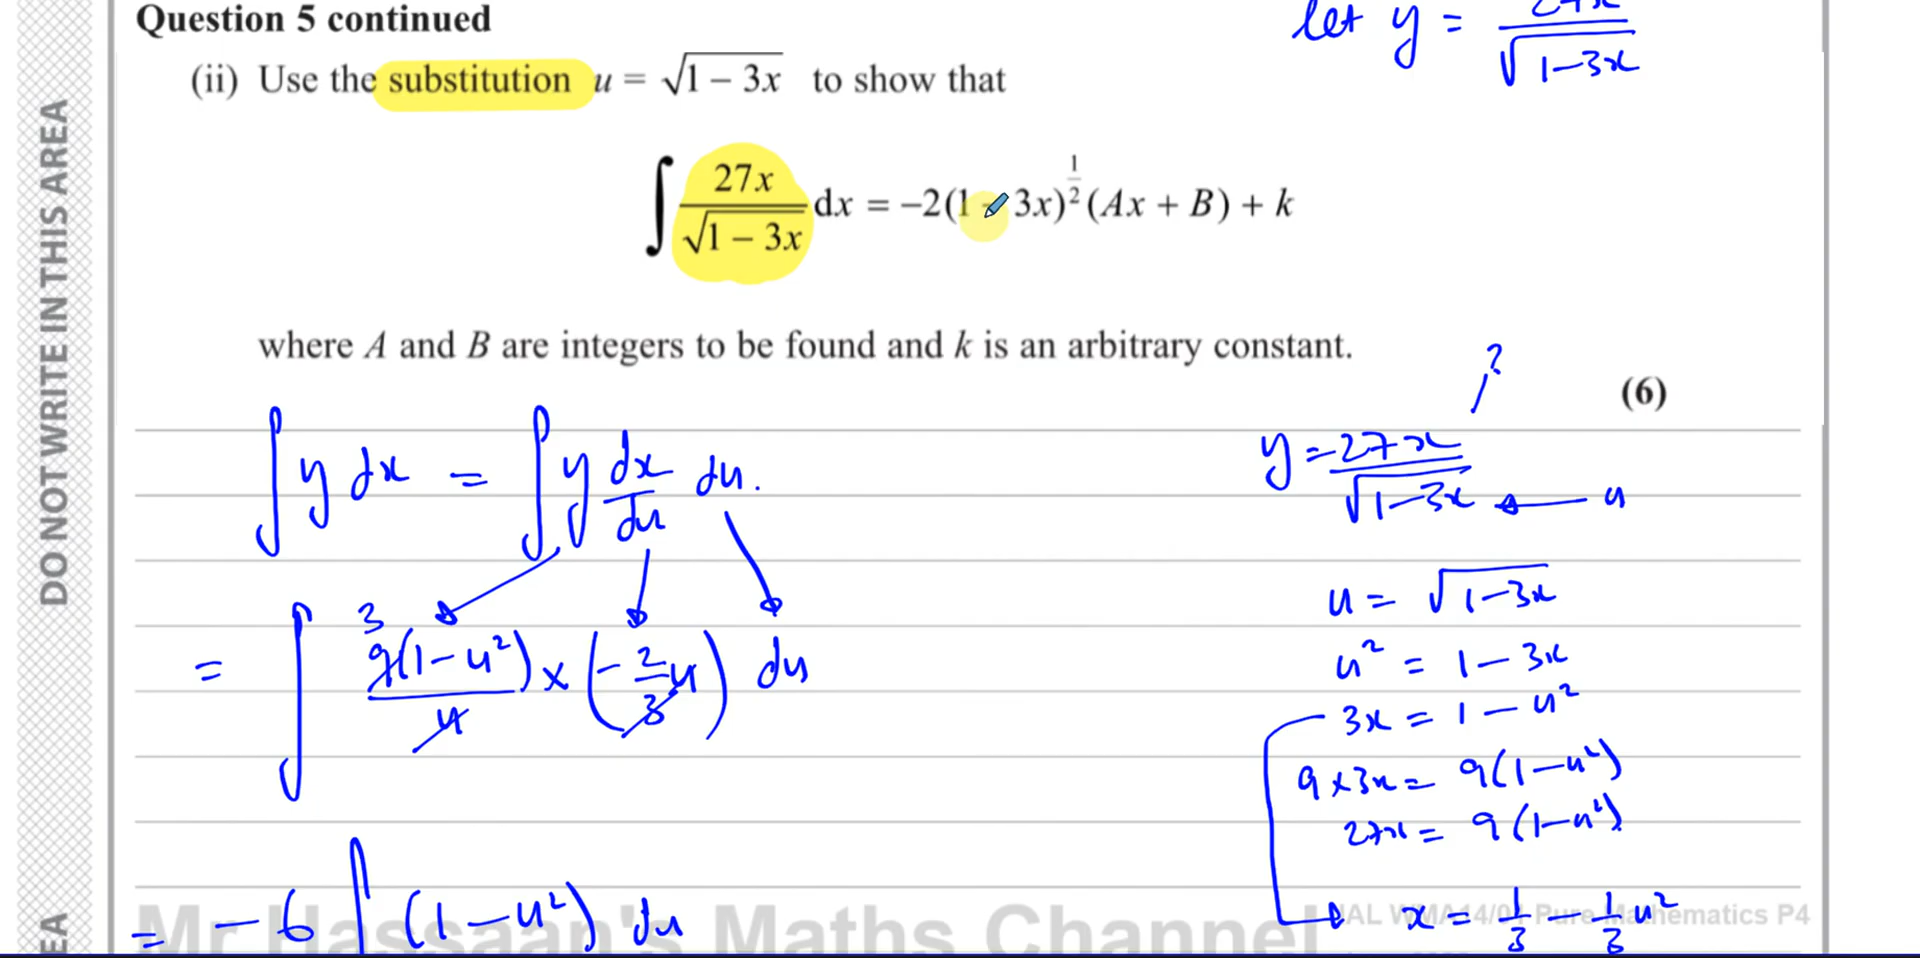 Question 5 continued
let y = 27x / √1-3x
(ii) Use the substitution u = √1 – 3x to show that
∫ 27x / √1 – 3x dx = –2(1 – 3x)^1/2 (Ax + B) + k
where A and B are integers to be found and k is an arbitrary constant.
?
(6)
∫ y dx = ∫ y dx/du du.
y = 27x / √1-3x ← u
= ∫ 3 9(1-u²)/u × (-2/3 u) du
u = √1-3x
u² = 1-3x
3x = 1-u²
9×3x = 9(1-u²)
27x = 9(1-u²)
= -6 ∫ (1-u²) du
x = 1/3 - 1/3 u²
Mr Hassaan's Maths Channel
IAL WMA14/01 Pure Mathematics P4
DO NOT WRITE IN THIS AREA
EA